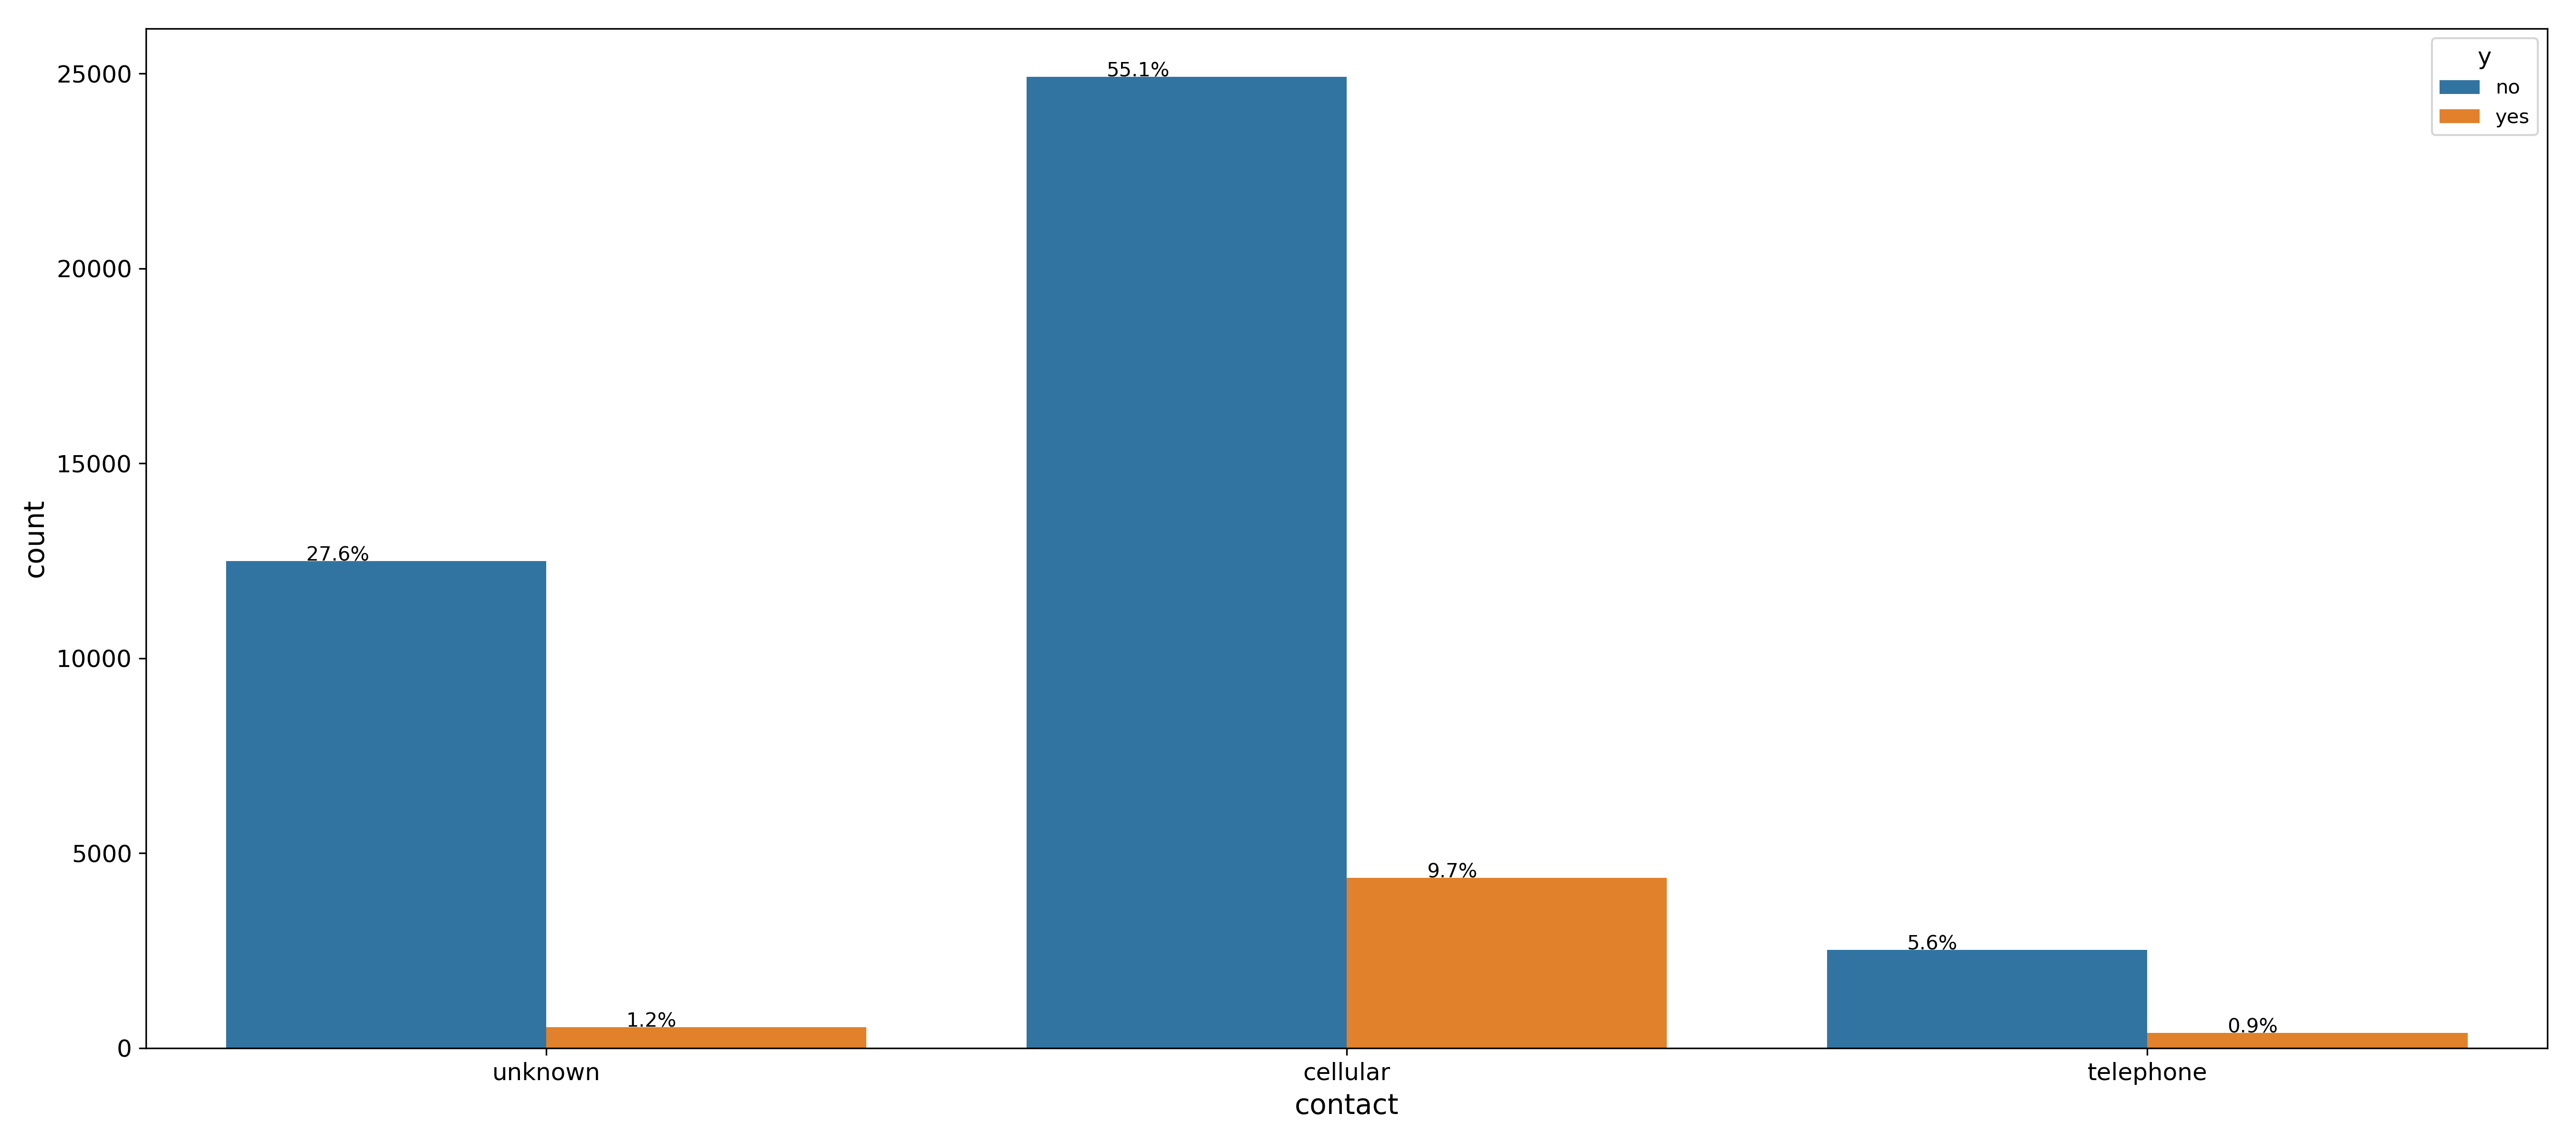 y
no
yes
25000
20000
15000
10000
5000
0
count
27.6%
1.2%
55.1%
9.7%
5.6%
0.9%
unknown
cellular
telephone
contact